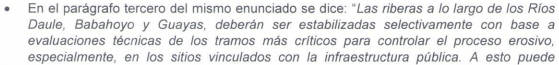 • En el parágrafo tercero del mismo enunciado se dice: "Las riberas a lo largo de los Ríos
Daule, Babahoyo y Guayas, deberán ser estabilizadas selectivamente con base a
evaluaciones técnicas de los tramos más críticos para controlar el proceso erosivo,
especialmente, en los sitios vinculados con la infraestructura pública. A esto puede